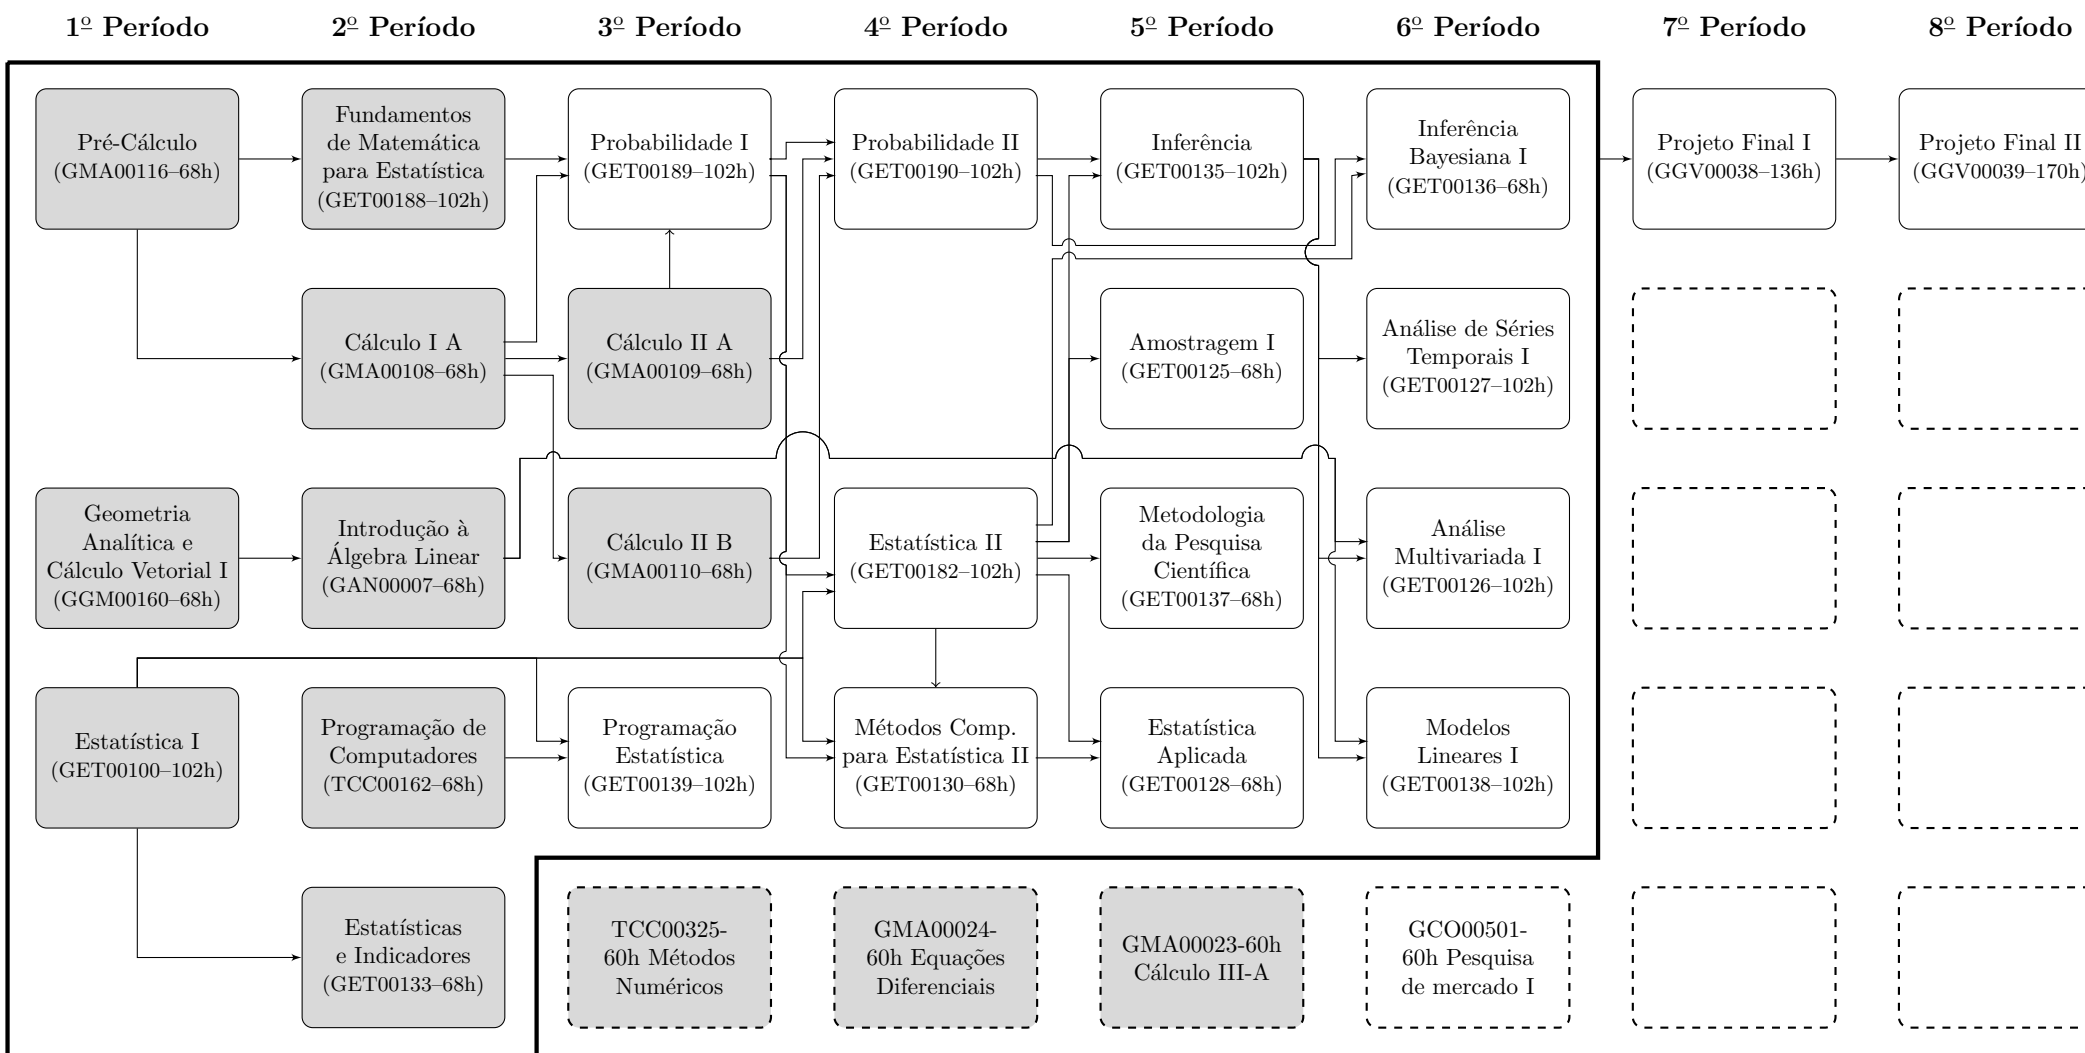 1º Período
2º Período
3º Período
4º Período
5º Período
6º Período
7º Período
8º Período
Pré-Cálculo
(GMA00116–68h)
Fundamentos
de Matemática
para Estatística
(GET00188–102h)
Probabilidade I
(GET00189–102h)
Probabilidade II
(GET00190–102h)
Inferência
(GET00135–102h)
Inferência
Bayesiana I
(GET00136–68h)
Projeto Final I
(GGV00038–136h)
Projeto Final II
(GGV00039–170h)
Cálculo I A
(GMA00108–68h)
Cálculo II A
(GMA00109–68h)
Amostragem I
(GET00125–68h)
Análise de Séries
Temporais I
(GET00127–102h)
Geometria
Analítica e
Cálculo Vetorial I
(GGM00160–68h)
Introdução à
Álgebra Linear
(GAN00007–68h)
Cálculo II B
(GMA00110–68h)
Estatística II
(GET00182–102h)
Metodologia
da Pesquisa
Científica
(GET00137–68h)
Análise
Multivariada I
(GET00126–102h)
Estatística I
(GET00100–102h)
Programação de
Computadores
(TCC00162–68h)
Programação
Estatística
(GET00139–102h)
Métodos Comp.
para Estatística II
(GET00130–68h)
Estatística
Aplicada
(GET00128–68h)
Modelos
Lineares I
(GET00138–102h)
Estatísticas
e Indicadores
(GET00133–68h)
TCC00325-
60h Métodos
Numéricos
GMA00024-
60h Equações
Diferenciais
GMA00023-60h
Cálculo III-A
GCO00501-
60h Pesquisa
de mercado I